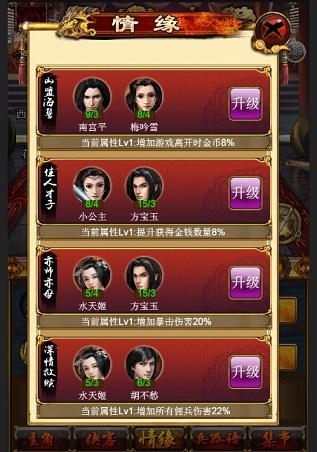 情缘
山盟海誓
9/3
8/4
升级
南宫平
梅吟雪
当前属性Lv1:增加游戏离开时金币8%
佳人才子
8/4
15/3
升级
小公主
方宝玉
当前属性Lv1:提升获得金钱数量8%
亦师亦母
5/4
15/3
升级
水天姬
方宝玉
当前属性Lv1:增加暴击伤害20%
深情救赎
5/3
6/3
升级
水天姬
胡不愁
当前属性Lv1:增加所有佣兵伤害22%
主角
侠客
情缘
兵器谱
集市